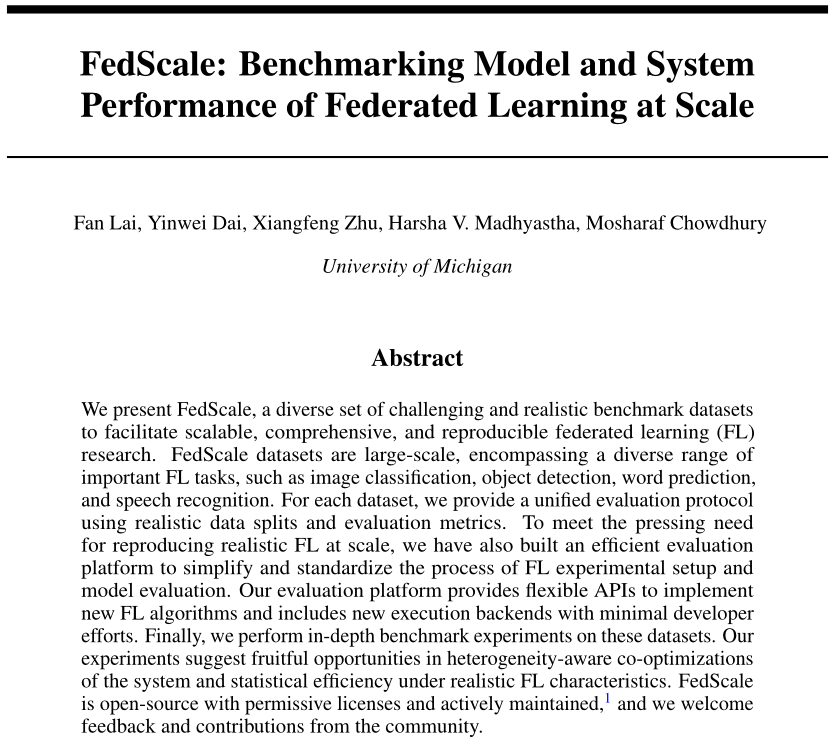 FedScale: Benchmarking Model and System
Performance of Federated Learning at Scale
Fan Lai, Yinwei Dai, Xiangfeng Zhu, Harsha V. Madhyastha, Mosharaf Chowdhury
University of Michigan
Abstract
We present FedScale, a diverse set of challenging and realistic benchmark datasets
to facilitate scalable, comprehensive, and reproducible federated learning (FL)
research. FedScale datasets are large-scale, encompassing a diverse range of
important FL tasks, such as image classification, object detection, word prediction,
and speech recognition. For each dataset, we provide a unified evaluation protocol
using realistic data splits and evaluation metrics. To meet the pressing need
for reproducing realistic FL at scale, we have also built an efficient evaluation
platform to simplify and standardize the process of FL experimental setup and
model evaluation. Our evaluation platform provides flexible APIs to implement
new FL algorithms and includes new execution backends with minimal developer
efforts. Finally, we perform in-depth benchmark experiments on these datasets. Our
experiments suggest fruitful opportunities in heterogeneity-aware co-optimizations
of the system and statistical efficiency under realistic FL characteristics. FedScale
is open-source with permissive licenses and actively maintained,1 and we welcome
feedback and contributions from the community.